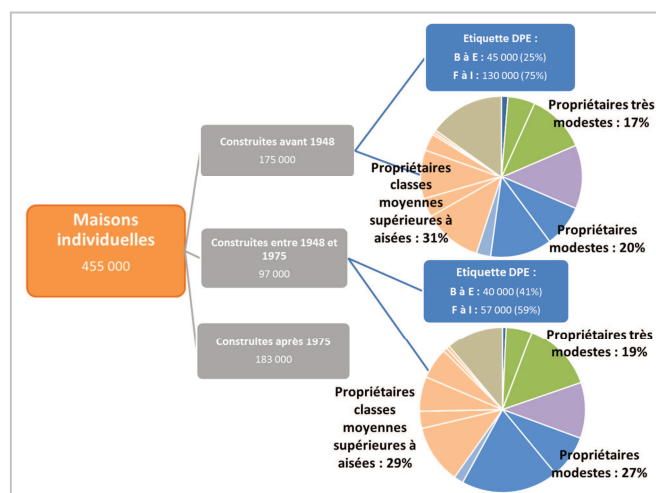 Maisons
individuelles
455 000
Construites avant 1948
175 000
Construites entre 1948 et
1975
97 000
Construites après 1975
183 000
Etiquette DPE :
B à E : 45 000 (25%)
F à I : 130 000 (75%)
Propriétaires très
modestes : 17%
Propriétaires
classes
moyennes
supérieures à
aisées : 31%
Propriétaires
modestes : 20%
Etiquette DPE :
B à E : 40 000 (41%)
F à I : 57 000 (59%)
Propriétaires très
modestes : 19%
Propriétaires
classes
moyennes
supérieures à
aisées : 29%
Propriétaires
modestes : 27%